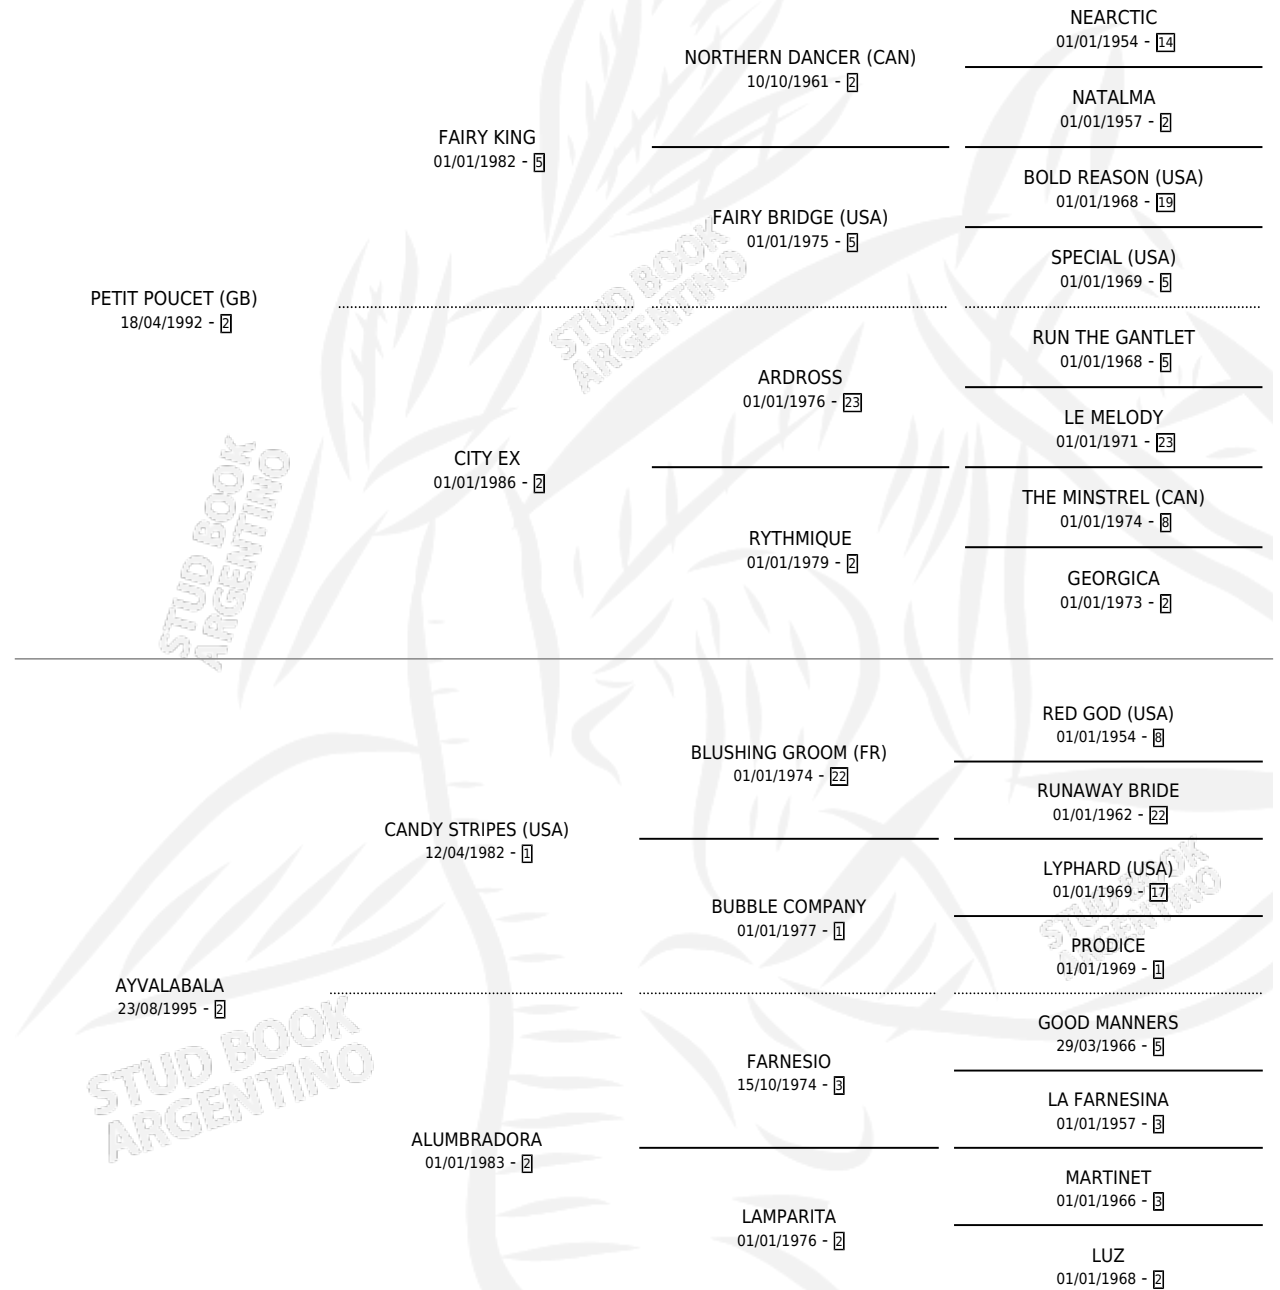 NEARCTIC
01/01/1954 - 14
NORTHERN DANCER (CAN)
10/10/1961 - 2
NATALMA
01/01/1957 - 2
FAIRY KING
01/01/1982 - 5
BOLD REASON (USA)
01/01/1968 - 19
FAIRY BRIDGE (USA)
01/01/1975 - 5
SPECIAL (USA)
01/01/1969 - 5
STUD BOOK
ARGENTINO
PETIT POUCET (GB)
18/04/1992 - 2
RUN THE GANTLET
01/01/1968 - 5
ARDROSS
01/01/1976 - 23
LE MELODY
01/01/1971 - 23
CITY EX
01/01/1986 - 2
THE MINSTREL (CAN)
01/01/1974 - 8
RYTHMIQUE
01/01/1979 - 2
GEORGICA
01/01/1973 - 2
STUD BOOK
ARGENTINO
RED GOD (USA)
01/01/1954 - 8
BLUSHING GROOM (FR)
01/01/1974 - 22
RUNAWAY BRIDE
01/01/1962 - 22
CANDY STRIPES (USA)
12/04/1982 - 1
LYPHARD (USA)
01/01/1969 - 17
BUBBLE COMPANY
01/01/1977 - 1
PRODICE
01/01/1969 - 1
STUD BOOK
ARGENTINO
AYVALABALA
23/08/1995 - 2
GOOD MANNERS
29/03/1966 - 5
FARNESIO
15/10/1974 - 3
LA FARNESINA
01/01/1957 - 3
STUD BOOK
ARGENTINO
ALUMBRADORA
01/01/1983 - 2
MARTINET
01/01/1966 - 3
LAMPARITA
01/01/1976 - 2
LUZ
01/01/1968 - 2